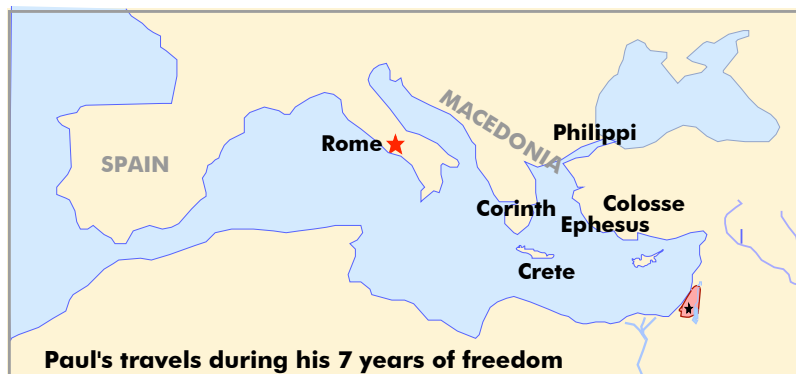 MACEDONIA
Philippi
Rome
SPAIN
Colosse
Corinth
Ephesus
Crete
Paul's travels during his 7 years of freedom